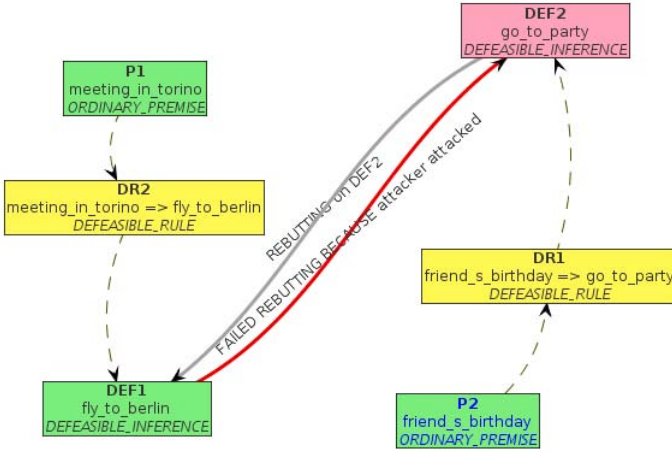 DEF2
go_to_party
DEFEASIBLE_INFERENCE
P1
meeting_in_torino
ORDINARY_PREMISE
REBUTTING on DEF2
FAILED REBUTTING BECAUSE attacker attacked
DR2
meeting_in_torino => fly_to_berlin
DEFEASIBLE_RULE
DR1
friend_s_birthday => go_to_party
DEFEASIBLE_RULE
DEF1
fly_to_berlin
DEFEASIBLE_INFERENCE
P2
friend_s_birthday
ORDINARY_PREMISE